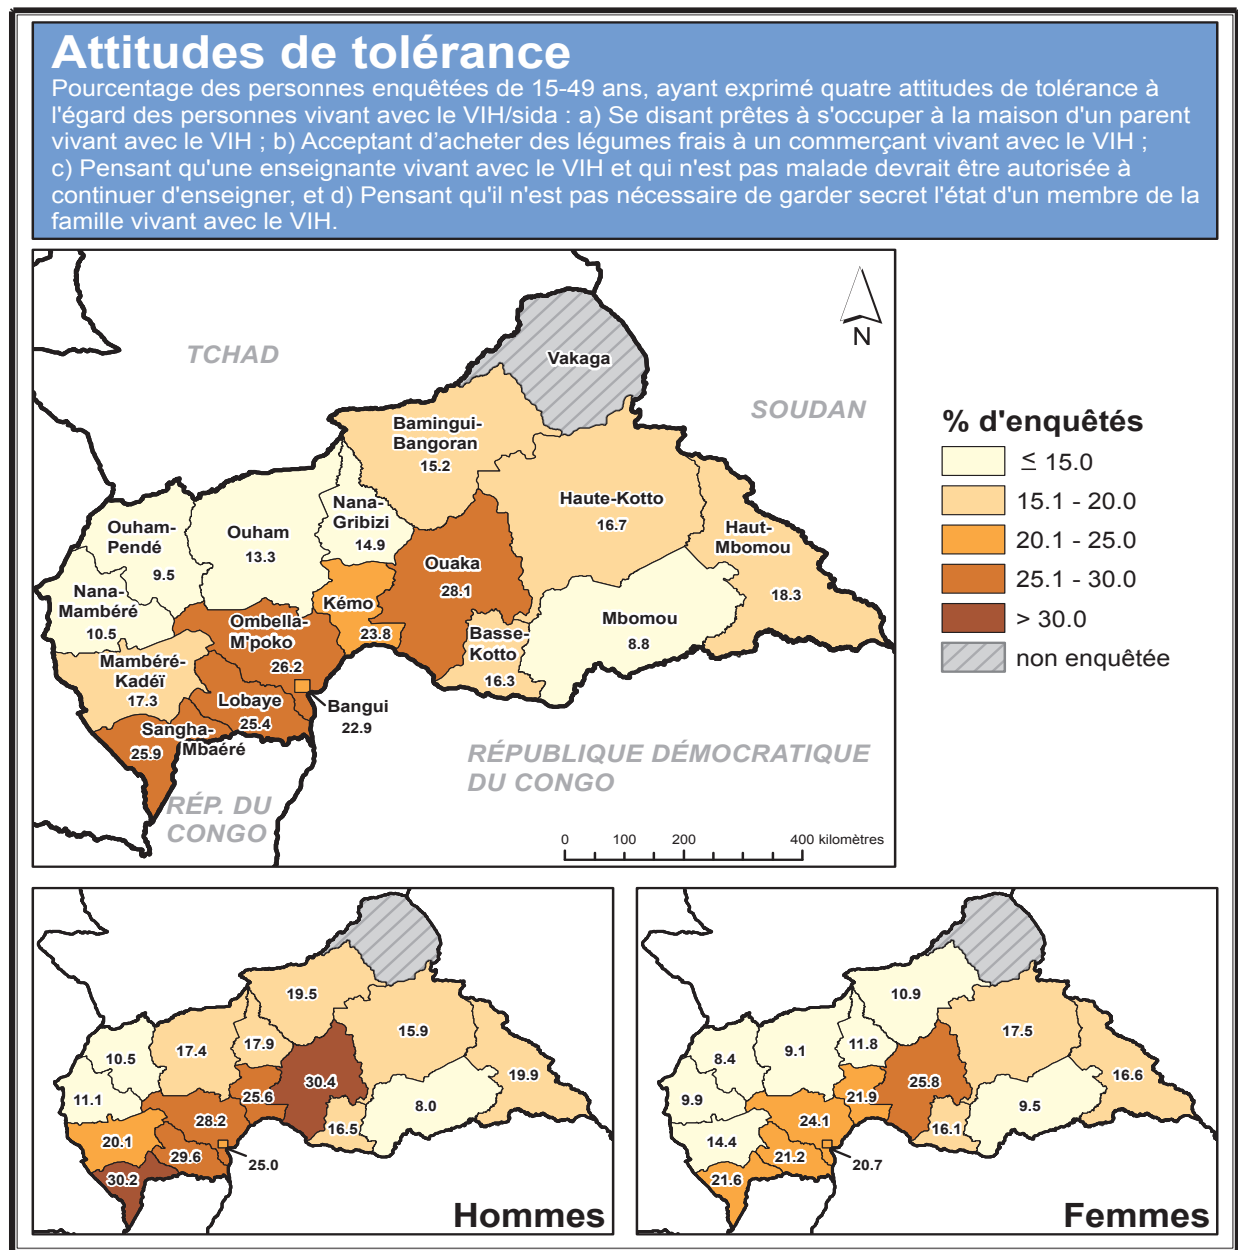 Attitudes de tolérance
Pourcentage des personnes enquêtées de 15-49 ans, ayant exprimé quatre attitudes de tolérance à
l'égard des personnes vivant avec le VIH/sida : a) Se disant prêtes à s'occuper à la maison d'un parent
vivant avec le VIH ; b) Acceptant d'acheter des légumes frais à un commerçant vivant avec le VIH ;
c) Pensant qu'une enseignante vivant avec le VIH et qui n'est pas malade devrait être autorisée à
continuer d'enseigner, et d) Pensant qu'il n'est pas nécessaire de garder secret l'état d'un membre de la
famille vivant avec le VIH.
TCHAD
SOUDAN
N
Vakaga
Bamingui-
Bangoran
15.2
Nana-
Gribizi
14.9
Haute-Kotto
16.7
Haut-
Mbomou
18.3
Ouham-
Pendé
9.5
Ouham
13.3
Ouaka
28.1
Nana-
Mambéré
10.5
Kémo
23.8
Ombella-
M'poko
26.2
Basse-
Kotto
16.3
Mbomou
8.8
Mambéré-
Kadéï
17.3
Lobaye
25.4
Bangui
22.9
Sangha-
Mbaéré
25.9
RÉPUBLIQUE DÉMOCRATIQUE
DU CONGO
RÉP. DU
CONGO
0 100 200 400 kilomètres
% d'enquêtés
≤ 15.0
15.1 - 20.0
20.1 - 25.0
25.1 - 30.0
> 30.0
non enquêtée
19.5
15.9
17.9
17.4
10.5
19.9
30.4
25.6
11.1
8.0
28.2
16.5
20.1
29.6
25.0
30.2
Hommes
10.9
17.5
11.8
9.1
8.4
16.6
25.8
21.9
9.9
9.5
24.1
16.1
14.4
21.2
20.7
21.6
Femmes